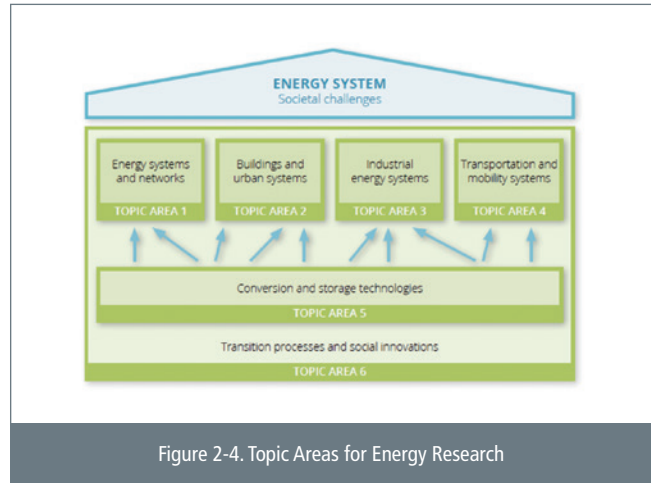 ENERGY SYSTEM
Societal challenges
Energy systems
and networks
TOPIC AREA 1
Buildings and
urban systems
TOPIC AREA 2
Industrial
energy systems
TOPIC AREA 3
Transportation and
mobility systems
TOPIC AREA 4
Conversion and storage technologies
TOPIC AREA 5
Transition processes and social innovations
TOPIC AREA 6
Figure 2-4. Topic Areas for Energy Research